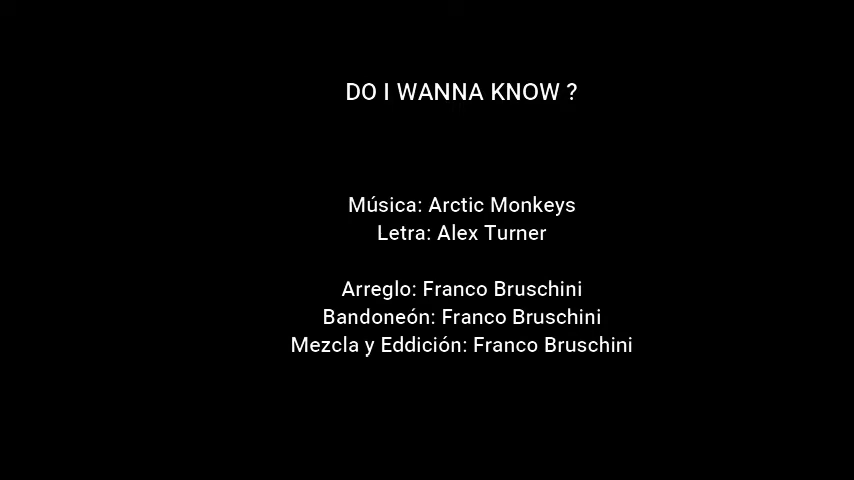 DO I WANNA KNOW ?
Música: Arctic Monkeys
Letra: Alex Turner
Arreglo: Franco Bruschini
Bandoneón: Franco Bruschini
Mezcla y Eddición: Franco Bruschini